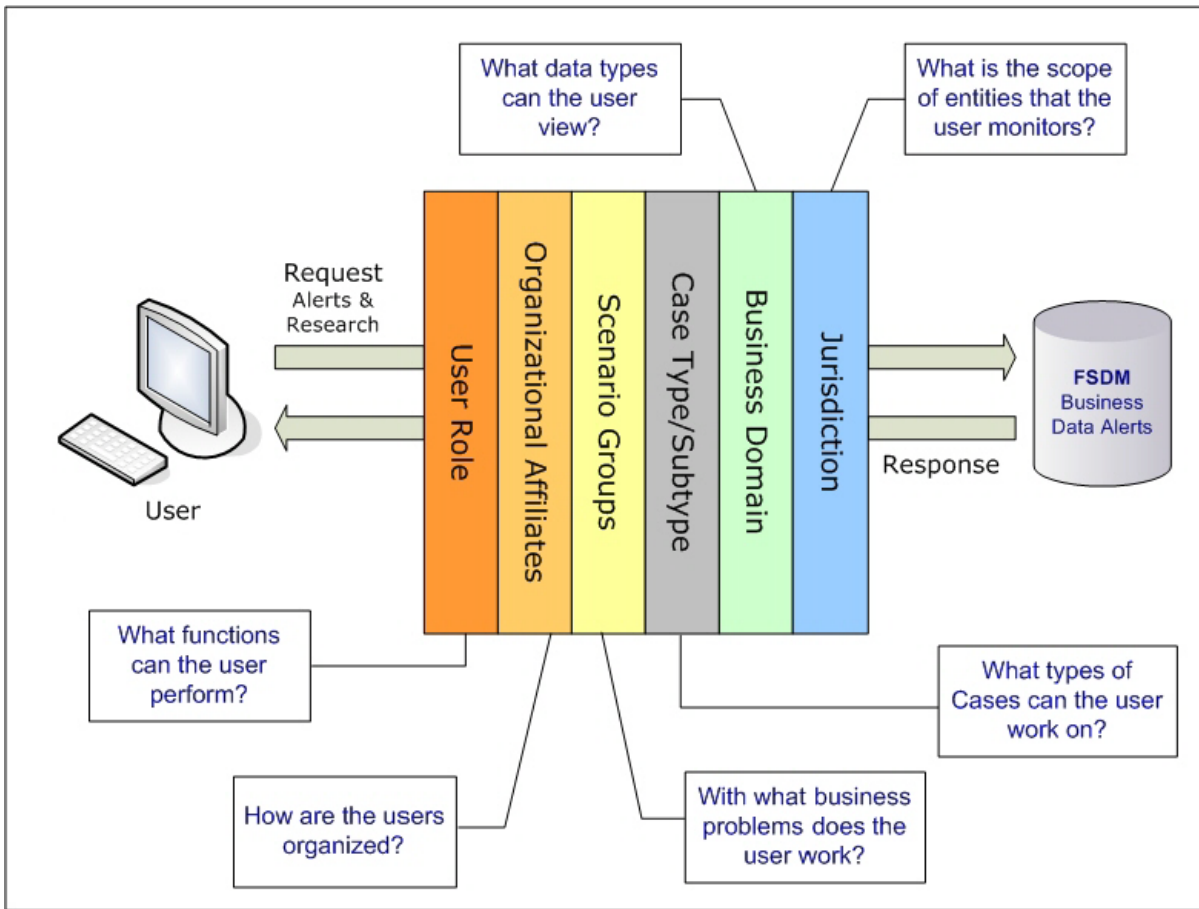 What data types
can the user
view?
What is the scope
of entities that the
user monitors?
Request
Alerts &
Research
User
User Role
Organizational Affiliates
Scenario Groups
Case Type/Subtype
Business Domain
Jurisdiction
Response
FSDM
Business
Data Alerts
What functions
can the user
perform?
What types of
Cases can the user
work on?
How are the users
organized?
With what business
problems does the
user work?